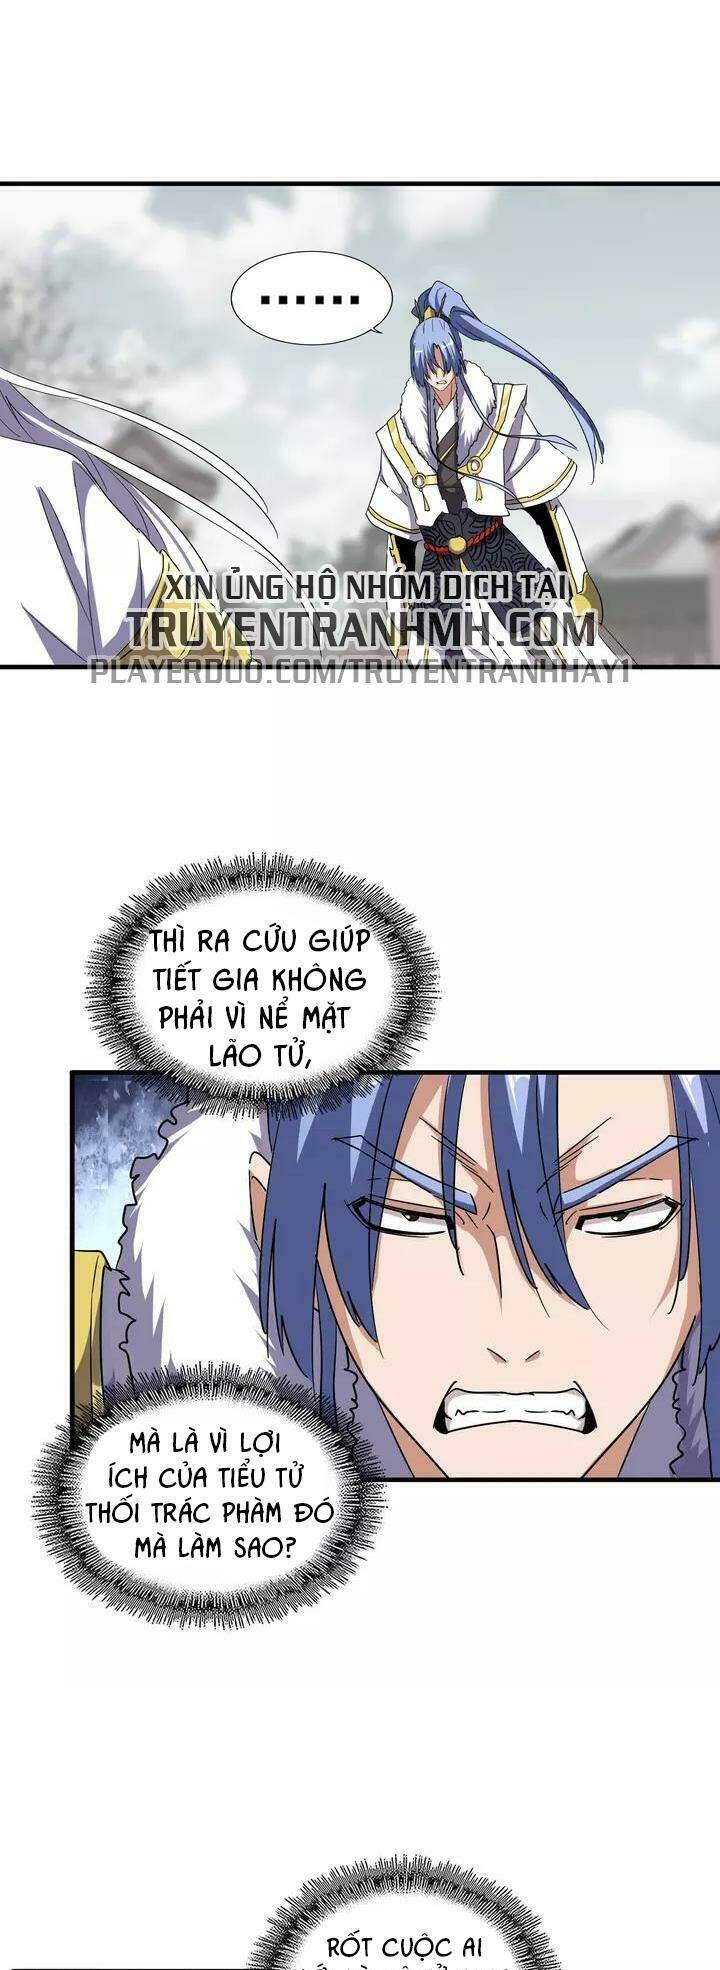 ......
XIN ỦNG HỘ NHÓM DỊCH TẠI
TRUYENTRANHMH.COM
PLAYERDUO.COM/TRUYENTRANHHAY1
THÌ RA CỨU GIÚP
TIẾT GIA KHÔNG
PHẢI VÌ NỂ MẶT
LÃO TỬ,
MÀ LÀ VÌ LỢI
ÍCH CỦA TIỂU TỬ
THỐI TRÁC PHÀM ĐÓ
MÀ LÀM SAO?
RỐT CUỘC AI